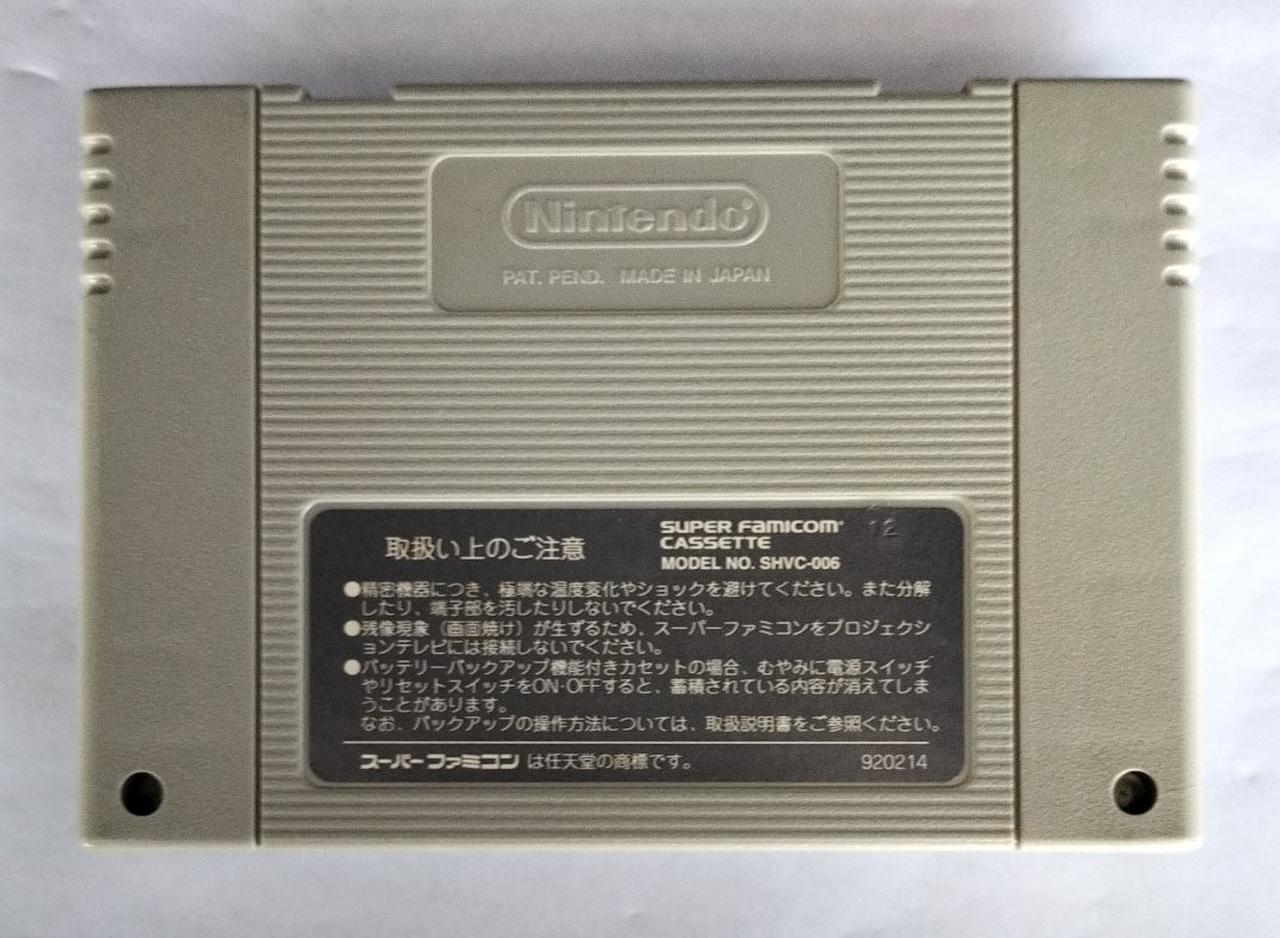 Nintendo®
PAT. PEND. MADE IN JAPAN
取扱い上のご注意
SUPER FAMICOM®
CASSETTE
MODEL NO. SHVC-006
12
●精密機器につき、極端な温度変化やショックを避けてください。また分解
したり、端子部を汚したりしないでください。
●残像現象（画面焼け）が生ずるため、スーパーファミコンをプロジェクシ
ョンテレビには接続しないでください。
●バッテリーバックアップ機能付きカセットの場合、むやみに電源スイッチ
やリセットスイッチをON・OFFすると、蓄積されている内容が消えてしま
うことがあります。
なお、バックアップの操作方法については、取扱説明書をご参照ください。
スーパーファミコン は任天堂の商標です。
920214